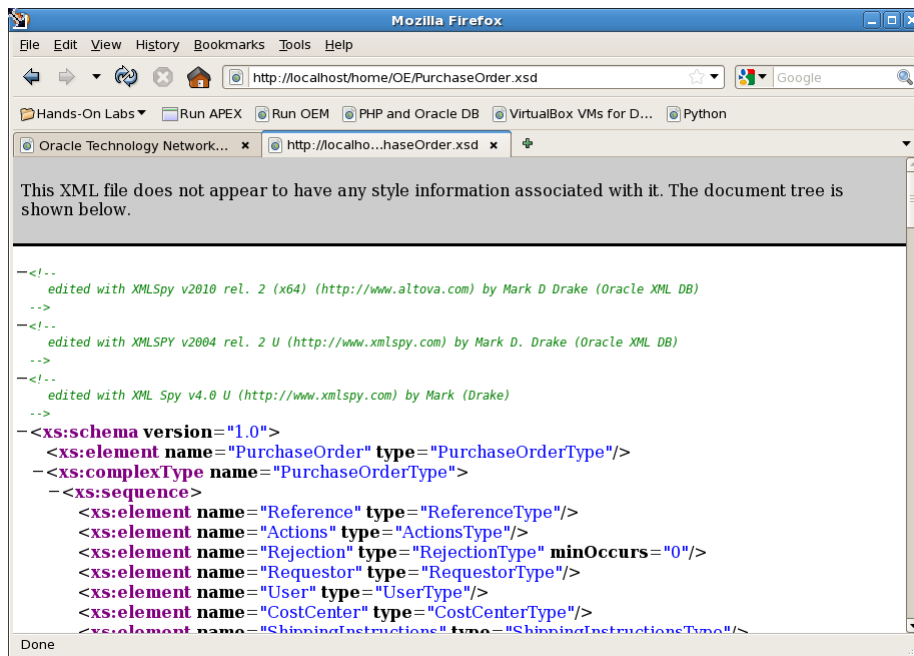 Mozilla Firefox
File Edit View History Bookmarks Tools Help
http://localhost/home/OE/PurchaseOrder.xsd Google
Hands-On Labs Run APEX Run OEM PHP and Oracle DB VirtualBox VMs for D... Python
Oracle Technology Network... http://localho...haseOrder.xsd
This XML file does not appear to have any style information associated with it. The document tree is
shown below.
−<!--
edited with XMLSpy v2010 rel. 2 (x64) (http://www.altova.com) by Mark D Drake (Oracle XML DB)
-->
−<!--
edited with XMLSPY v2004 rel. 2 U (http://www.xmlspy.com) by Mark D. Drake (Oracle XML DB)
-->
−<!--
edited with XML Spy v4.0 U (http://www.xmlspy.com) by Mark (Drake)
-->
−<xs:schema version="1.0">
<xs:element name="PurchaseOrder" type="PurchaseOrderType"/>
−<xs:complexType name="PurchaseOrderType">
−<xs:sequence>
<xs:element name="Reference" type="ReferenceType"/>
<xs:element name="Actions" type="ActionsType"/>
<xs:element name="Rejection" type="RejectionType" minOccurs="0"/>
<xs:element name="Requestor" type="RequestorType"/>
<xs:element name="User" type="UserType"/>
<xs:element name="CostCenter" type="CostCenterType"/>
<xs:element name="ShippingInstructions" type="ShippingInstructionsType"/>
Done